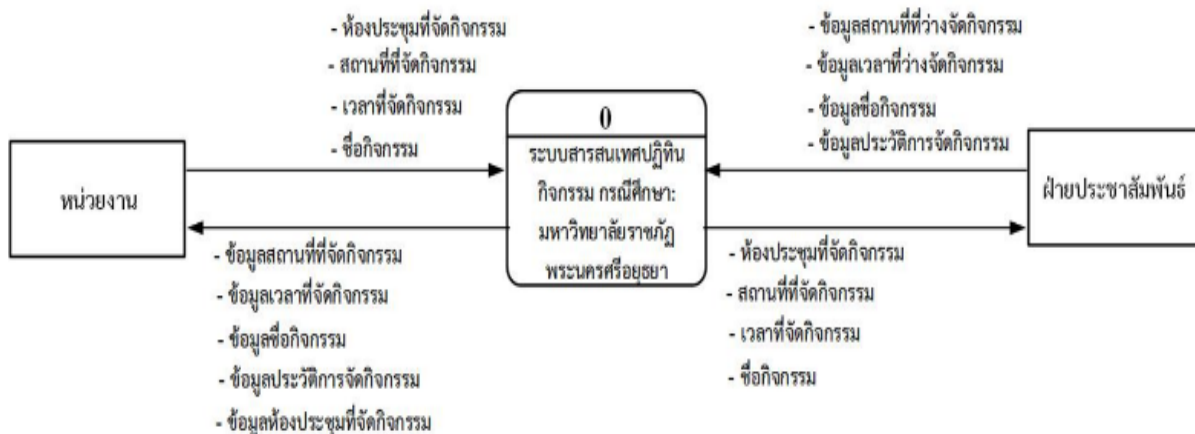 - ห้องประชุมที่จัดกิจกรรม
- สถานที่ที่จัดกิจกรรม
- เวลาที่จัดกิจกรรม
- ชื่อกิจกรรม
- ข้อมูลสถานที่ที่ว่างจัดกิจกรรม
- ข้อมูลเวลาที่ว่างจัดกิจกรรม
- ข้อมูลชื่อกิจกรรม
- ข้อมูลประวัติการจัดกิจกรรม
หน่วยงาน
0
ระบบสารสนเทศปฏิทิน
กิจกรรม กรณีศึกษา:
มหาวิทยาลัยราชภัฏ
พระนครศรีอยุธยา
ฝ่ายประชาสัมพันธ์
- ข้อมูลสถานที่ที่จัดกิจกรรม
- ข้อมูลเวลาที่จัดกิจกรรม
- ข้อมูลชื่อกิจกรรม
- ข้อมูลประวัติการจัดกิจกรรม
- ข้อมูลห้องประชุมที่จัดกิจกรรม
- ห้องประชุมที่จัดกิจกรรม
- สถานที่ที่จัดกิจกรรม
- เวลาที่จัดกิจกรรม
- ชื่อกิจกรรม